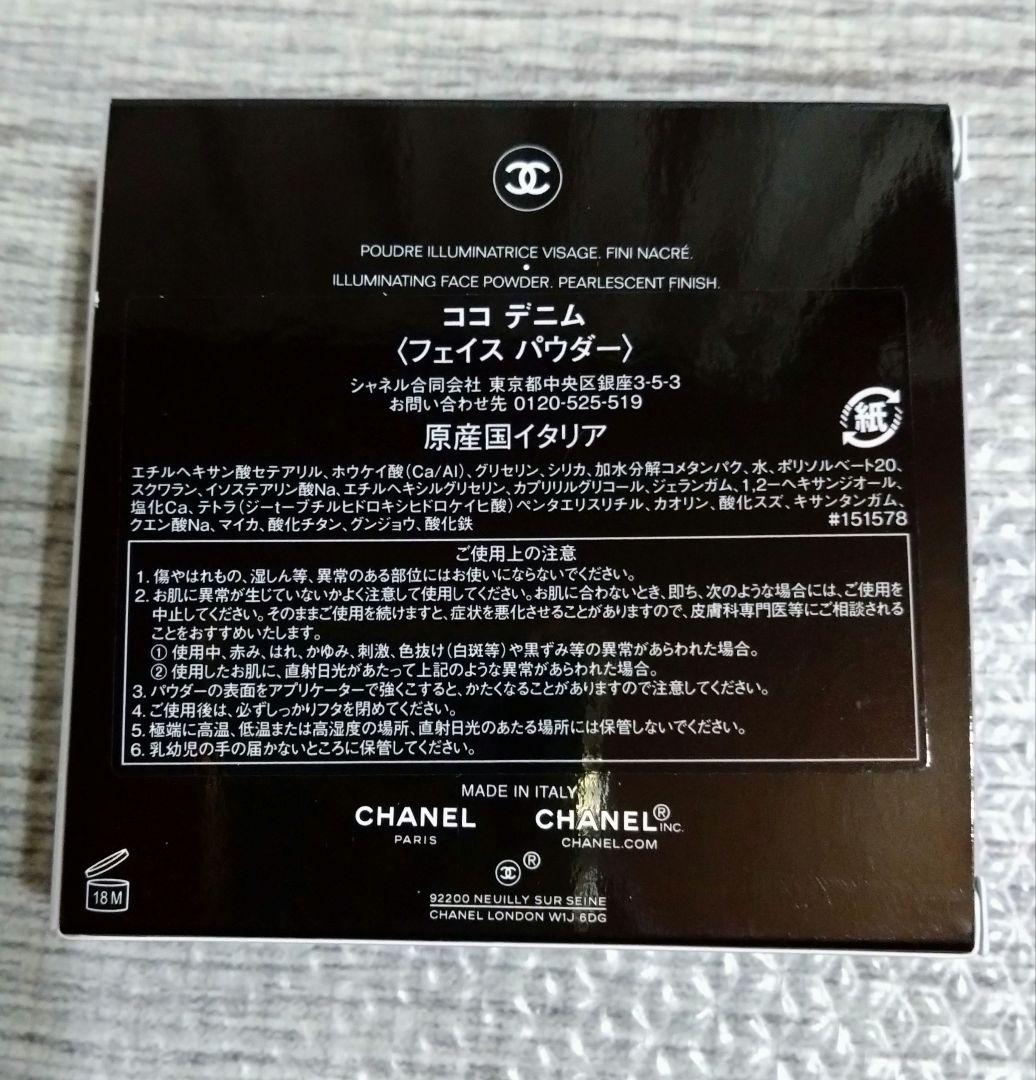 POUDRE ILLUMINATRICE VISAGE. FINI NACRÉ.
•
ILLUMINATING FACE POWDER. PEARLESCENT FINISH.
ココ デニム
〈フェイス パウダー〉
シャネル合同会社 東京都中央区銀座3-5-3
お問い合わせ先 0120-525-519
原産国イタリア
紙
エチルヘキサン酸セテアリル、ホウケイ酸(Ca/Al)、グリセリン、シリカ、加水分解コメタンパク、水、ポリソルベート20、
スクワラン、イソステアリン酸Na、エチルヘキシルグリセリン、カプリリルグリコール、ジェランガム、1,2-ヘキサンジオール、
塩化Ca、テトラ(ジ-t-ブチルヒドロキシヒドロケイヒ酸)ペンタエリスリチル、カオリン、酸化スズ、キサンタンガム、
クエン酸Na、マイカ、酸化チタン、グンジョウ、酸化鉄 #151578
ご使用上の注意
1. 傷やはれもの、湿しん等、異常のある部位にはお使いにならないでください。
2. お肌に異常が生じていないかよく注意して使用してください。お肌に合わないとき、即ち、次のような場合には、ご使用を
中止してください。そのままご使用を続けますと、症状を悪化させることがありますので、皮膚科専門医等にご相談される
ことをおすすめいたします。
① 使用中、赤み、はれ、かゆみ、刺激、色抜け(白斑等)や黒ずみ等の異常があらわれた場合。
② 使用したお肌に、直射日光があたって上記のような異常があらわれた場合。
3. パウダーの表面をアプリケーターで強くこすると、かたくなることがありますので注意してください。
4. ご使用後は、必ずしっかりフタを閉めてください。
5. 極端に高温、低温または高湿度の場所、直射日光のあたる場所には保管しないでください。
6. 乳幼児の手の届かないところに保管してください。
MADE IN ITALY
CHANEL
PARIS
CHANEL® INC.
CHANEL.COM
®
18 M
92200 NEUILLY SUR SEINE
CHANEL LONDON W1J 6DG